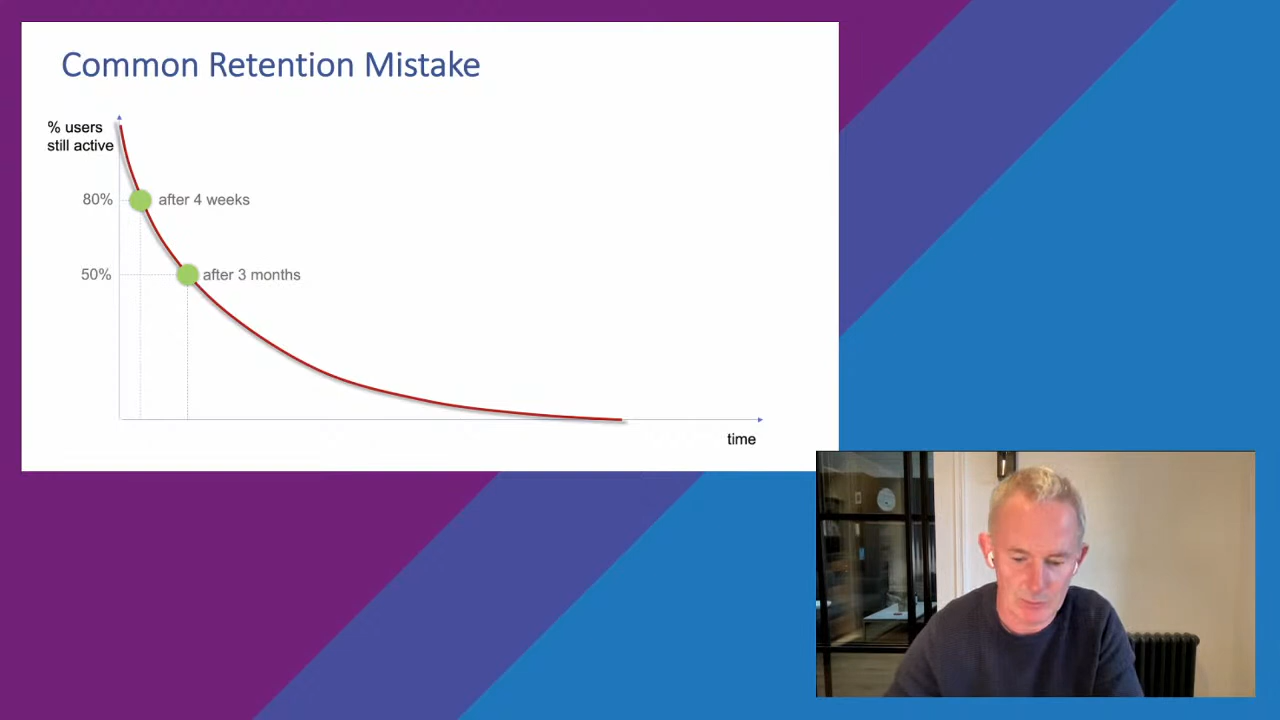 Common Retention Mistake
% users
still active
80%
after 4 weeks
50%
after 3 months
time